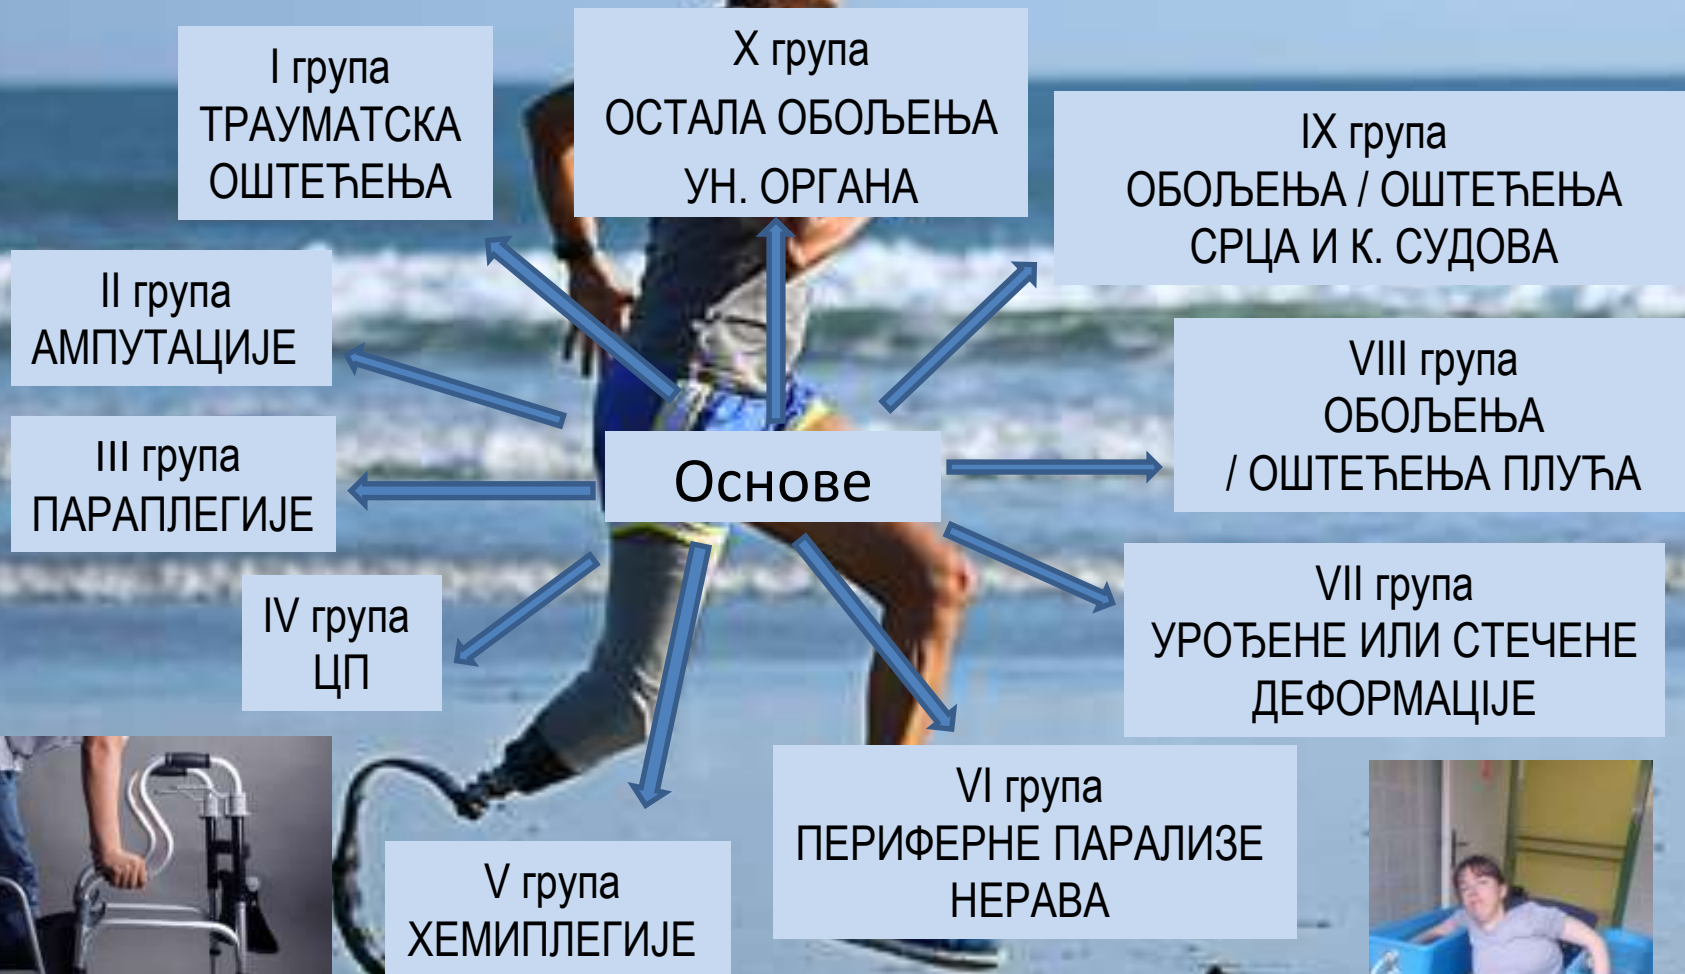 I група
ТРАУМАТСКА
ОШТЕЋЕЊА
X група
ОСТАЛА ОБОЉЕЊА
УН. ОРГАНА
IX група
ОБОЉЕЊА / ОШТЕЋЕЊА
СРЦА И К. СУДОВА
II група
АМПУТАЦИЈЕ
VIII група
ОБОЉЕЊА
/ ОШТЕЋЕЊА ПЛУЋА
III група
ПАРАПЛЕГИЈЕ
Основе
IV група
ЦП
VII група
УРОЂЕНЕ ИЛИ СТЕЧЕНЕ
ДЕФОРМАЦИЈЕ
V група
ХЕМИПЛЕГИЈЕ
VI група
ПЕРИФЕРНЕ ПАРАЛИЗЕ
НЕРАВА